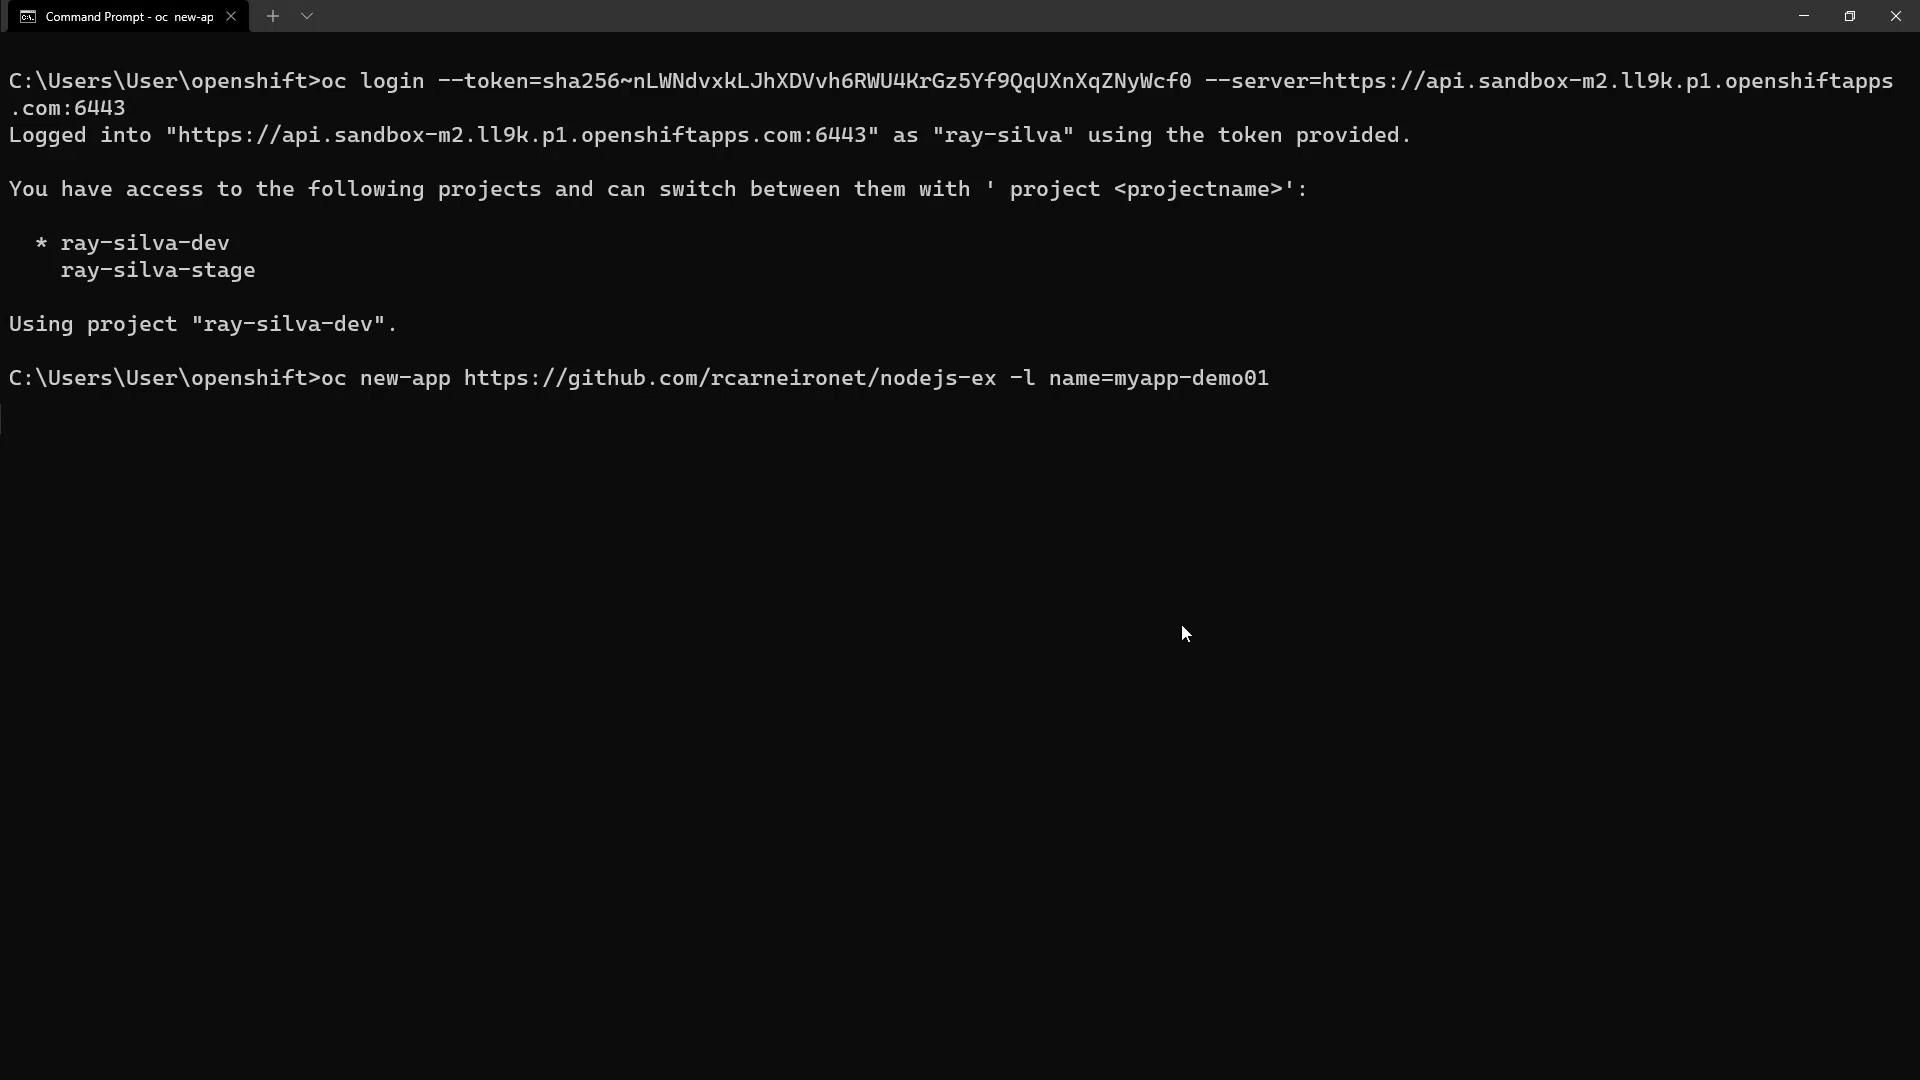 Command Prompt - oc  new-ap
C:\Users\User\openshift>oc login --token=sha256~nLWNdvxkLJhXDVvh6RWU4KrGz5Yf9QqUXnXqZNyWcf0 --server=https://api.sandbox-m2.ll9k.p1.openshiftapps
.com:6443
Logged into "https://api.sandbox-m2.ll9k.p1.openshiftapps.com:6443" as "ray-silva" using the token provided.
You have access to the following projects and can switch between them with ' project <projectname>':
* ray-silva-dev
ray-silva-stage
Using project "ray-silva-dev".
C:\Users\User\openshift>oc new-app https://github.com/rcarneironet/nodejs-ex -l name=myapp-demo01